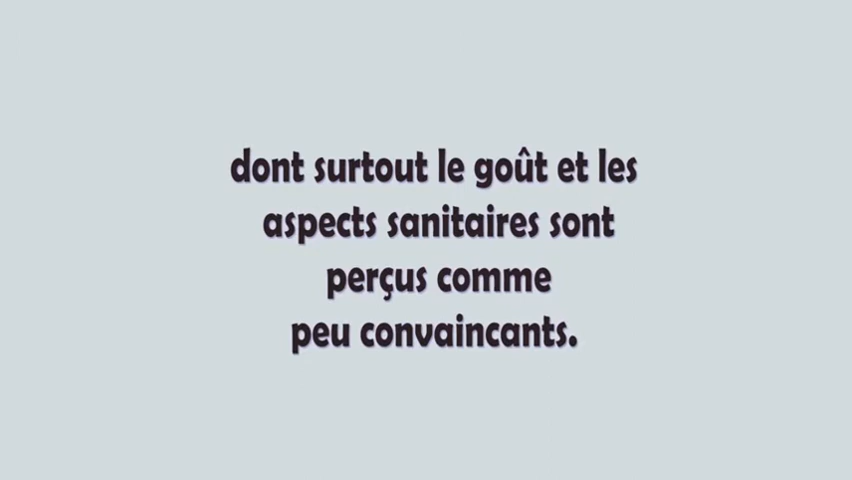 dont surtout le goût et les
aspects sanitaires sont
perçus comme
peu convaincants.